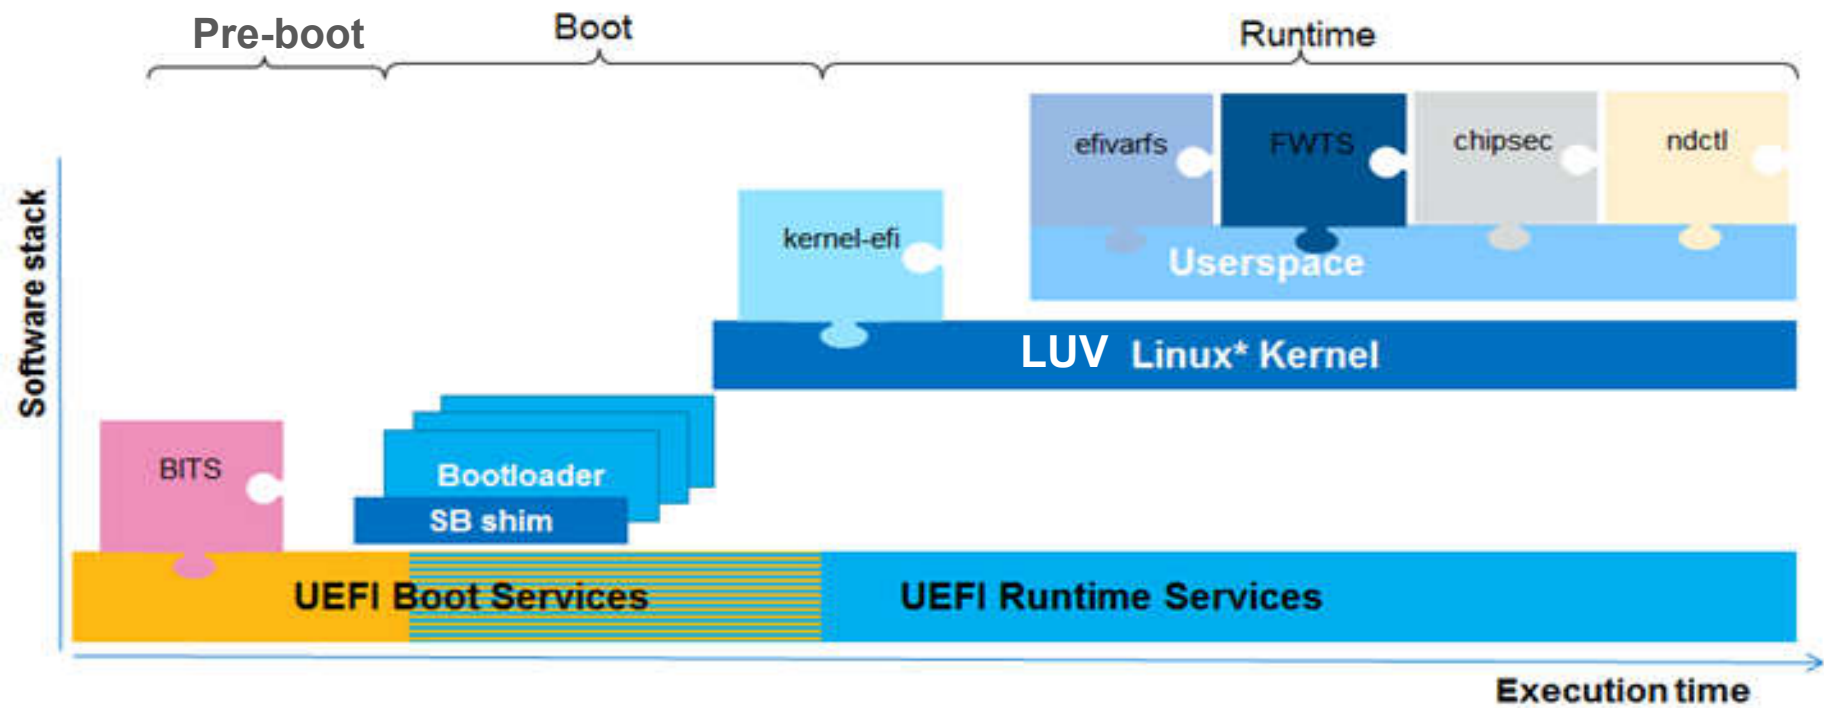 Pre-boot
Boot
Runtime
efivarfs
FWTS
chipsec
ndctl
kernel-efi
Userspace
Software stack
LUV Linux* Kernel
BITS
Bootloader
SB shim
UEFI Boot Services
UEFI Runtime Services
Execution time